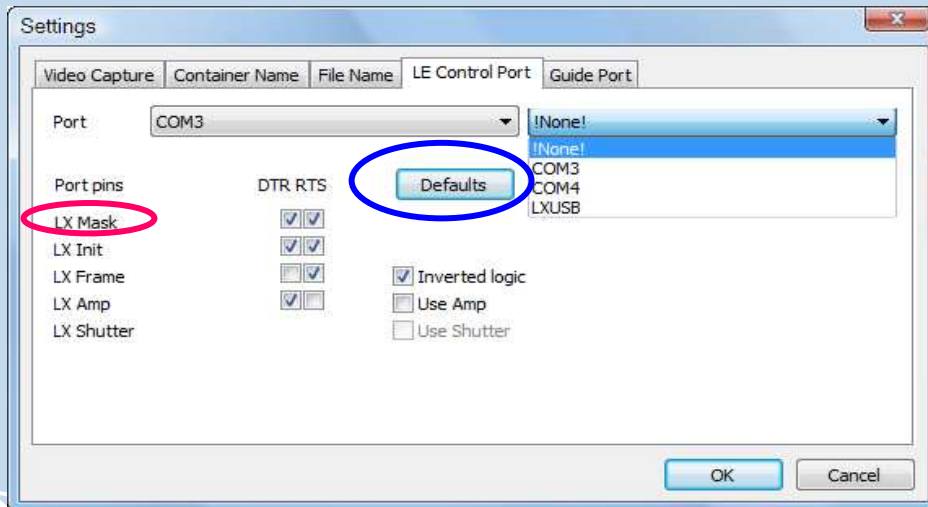 Settings
Video Capture Container Name File Name LE Control Port Guide Port
Port COM3 !None!
!None!
COM3
COM4
LXUSB
Port pins DTR RTS Defaults
LX Mask
LX Init
LX Frame Inverted logic
LX Amp Use Amp
LX Shutter Use Shutter
OK Cancel